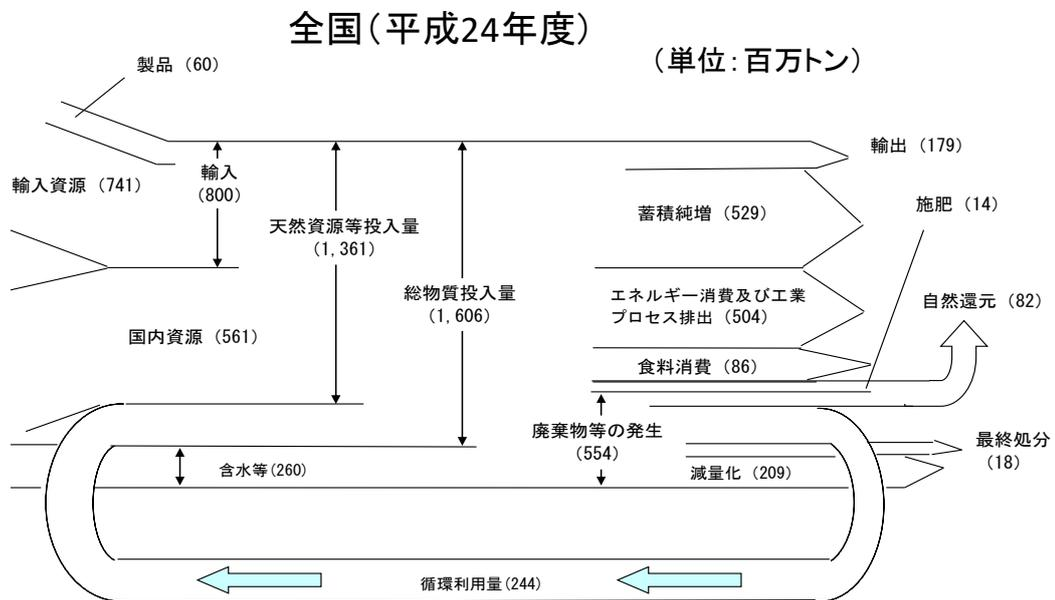 全国（平成24年度）
（単位：百万トン）
製品（60）
輸入資源（741）
輸入
（800）
天然資源等投入量
（1,361）
総物質投入量
（1,606）
国内資源（561）
含水等（260）
輸出（179）
蓄積純増（529）
施肥（14）
エネルギー消費及び工業
プロセス排出（504）
自然還元（82）
食料消費（86）
廃棄物等の発生
（554）
減量化（209）
最終処分
（18）
循環利用量（244）